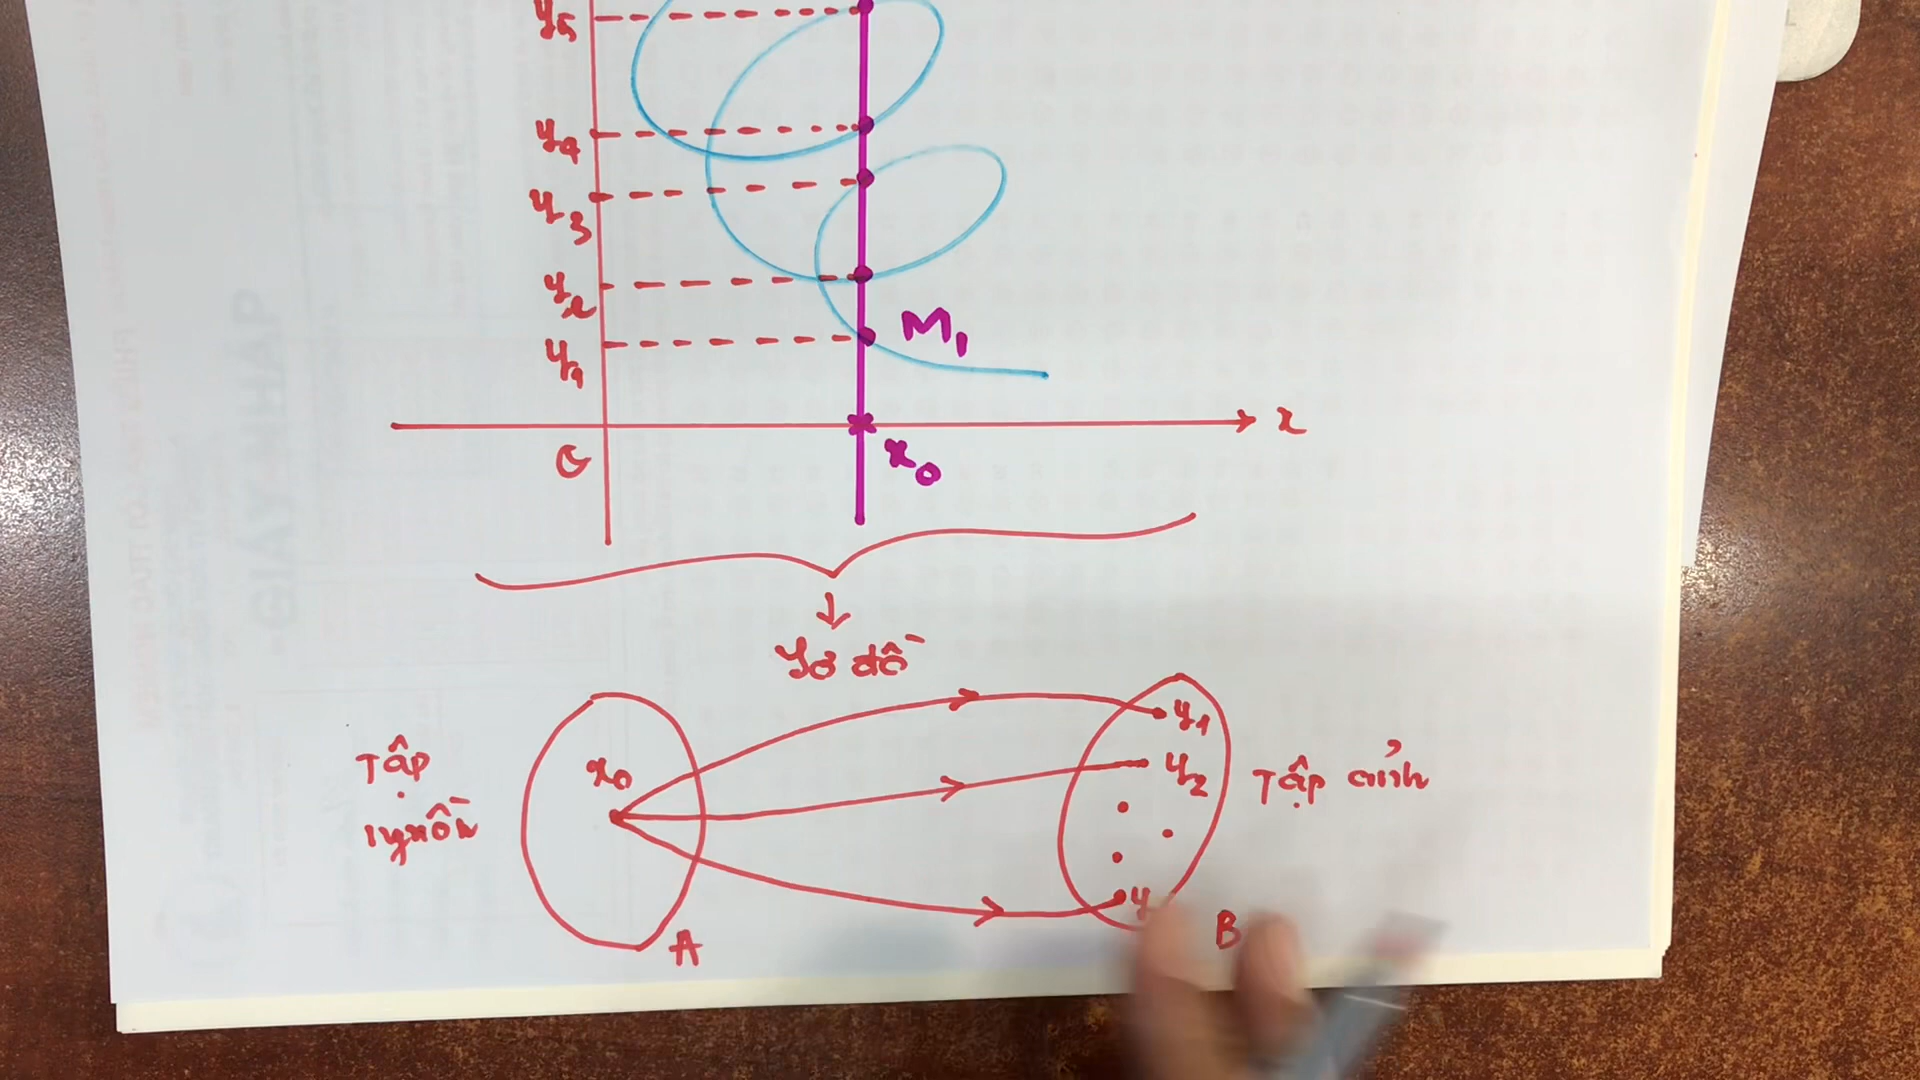 y5
y4
y3
y2
y1
M1
x
O
x0
Sơ đồ
Tập
nguồn
x0
y1
y2
y
Tập ảnh
A
B